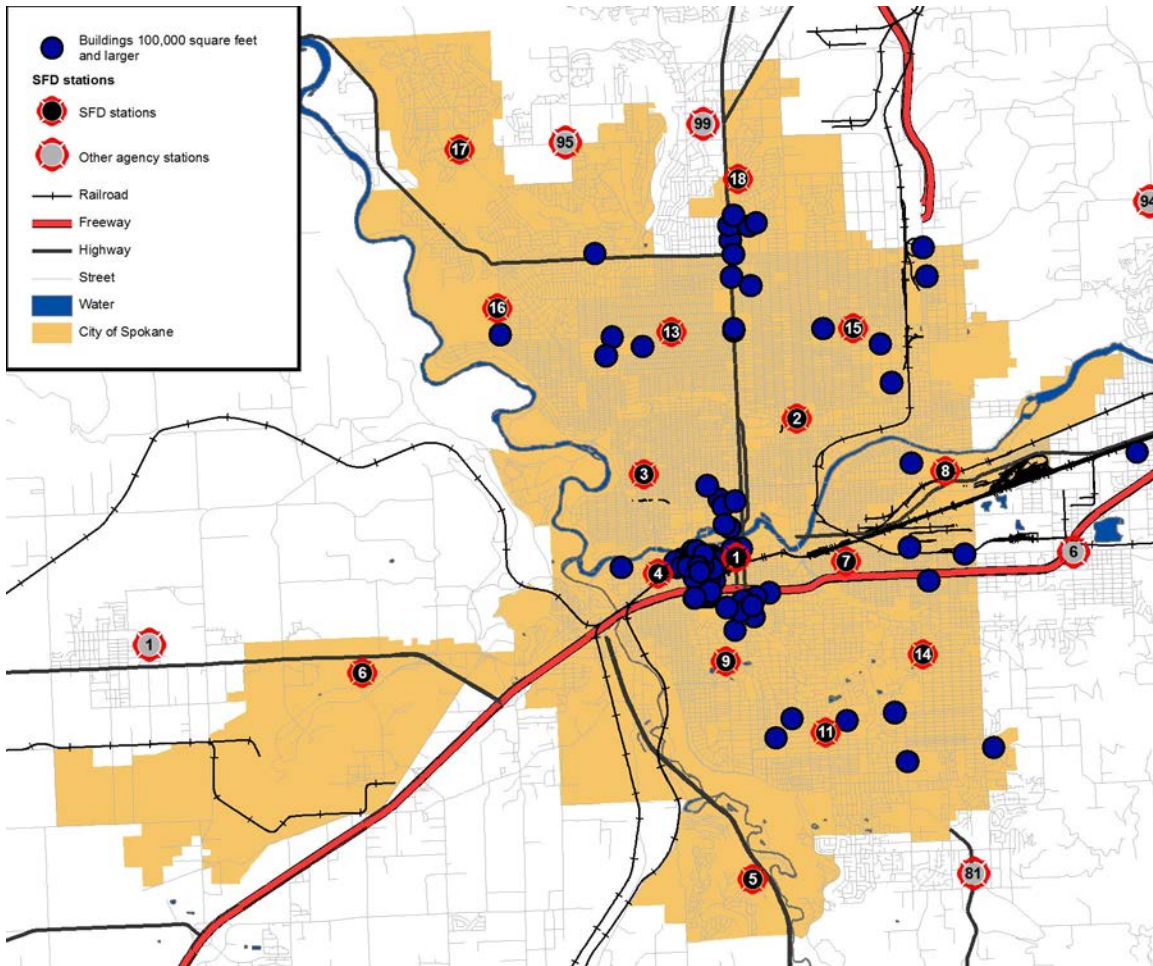 Buildings 100,000 square feet
and larger
SFD stations
SFD stations
Other agency stations
Railroad
Freeway
Highway
Street
Water
City of Spokane
99
95
17
18
94
16
13
15
2
3
8
1
7
6
4
1
9
14
6
11
5
81